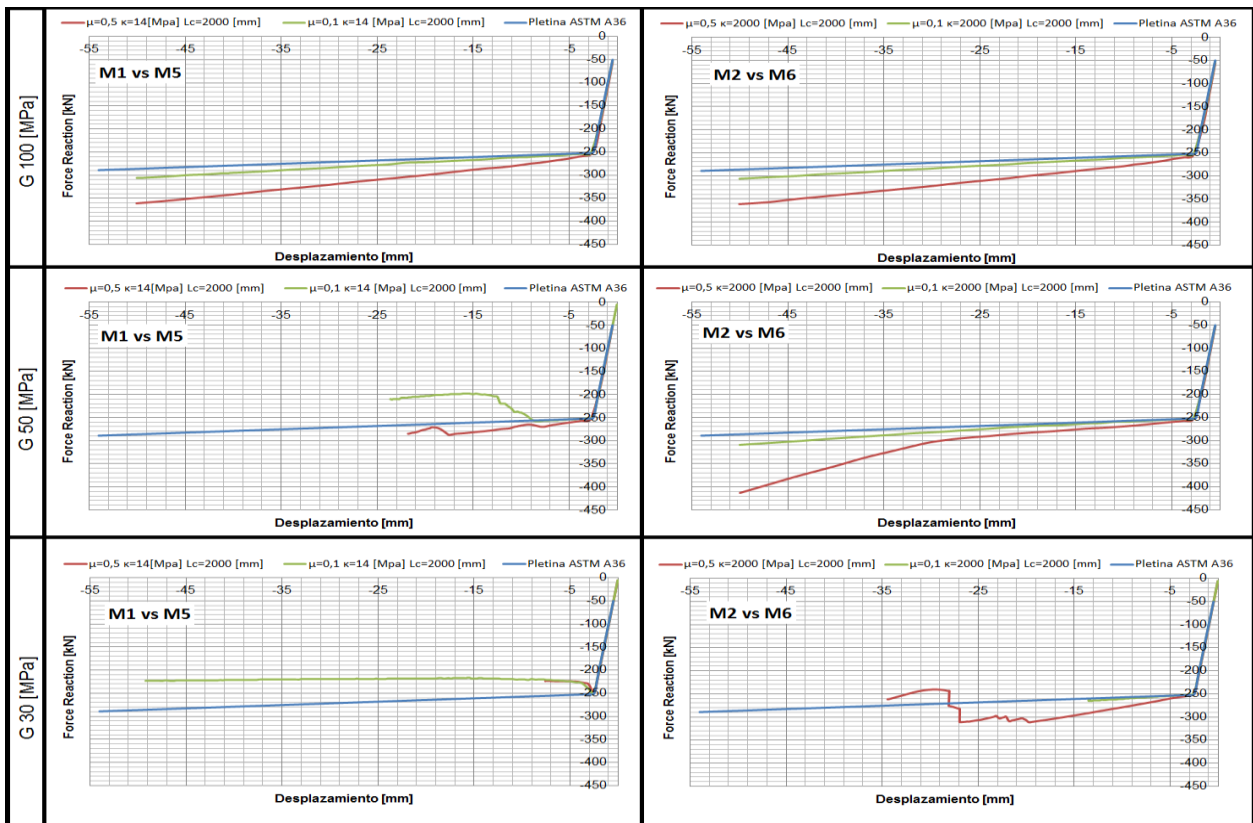 G 100 [MPa]
μ=0,5 κ=14[Mpa] Lc=2000 [mm] μ=0,1 κ=14 [Mpa] Lc=2000 [mm] Pletina ASTM A36
-55 -45 -35 -25 -15 -5 0
M1 vs M5
-50
-100
-150
-200
-250
-300
-350
-400
-450
Force Reaction [kN]
Desplazamiento [mm]
μ=0,5 κ=2000 [Mpa] Lc=2000 [mm] μ=0,1 κ=2000 [Mpa] Lc=2000 [mm] Pletina ASTM A36
-55 -45 -35 -25 -15 -5 0
M2 vs M6
-50
-100
-150
-200
-250
-300
-350
-400
-450
Force Reaction [kN]
Desplazamiento [mm]
G 50 [MPa]
μ=0,5 κ=14[Mpa] Lc=2000 [mm] μ=0,1 κ=14 [Mpa] Lc=2000 [mm] Pletina ASTM A36
-55 -45 -35 -25 -15 -5 0
M1 vs M5
-50
-100
-150
-200
-250
-300
-350
-400
-450
Force Reaction [kN]
Desplazamiento [mm]
μ=0,5 κ=2000 [Mpa] Lc=2000 [mm] μ=0,1 κ=2000 [Mpa] Lc=2000 [mm] Pletina ASTM A36
-55 -45 -35 -25 -15 -5 0
M2 vs M6
-50
-100
-150
-200
-250
-300
-350
-400
-450
Force Reaction [kN]
Desplazamiento [mm]
G 30 [MPa]
μ=0,5 κ=14[Mpa] Lc=2000 [mm] μ=0,1 κ=14 [Mpa] Lc=2000 [mm] Pletina ASTM A36
-55 -45 -35 -25 -15 -5 0
M1 vs M5
-50
-100
-150
-200
-250
-300
-350
-400
-450
Force Reaction [kN]
Desplazamiento [mm]
μ=0,5 κ=2000 [Mpa] Lc=2000 [mm] μ=0,1 κ=2000 [Mpa] Lc=2000 [mm] Pletina ASTM A36
-55 -45 -35 -25 -15 -5 0
M2 vs M6
-50
-100
-150
-200
-250
-300
-350
-400
-450
Force Reaction [kN]
Desplazamiento [mm]